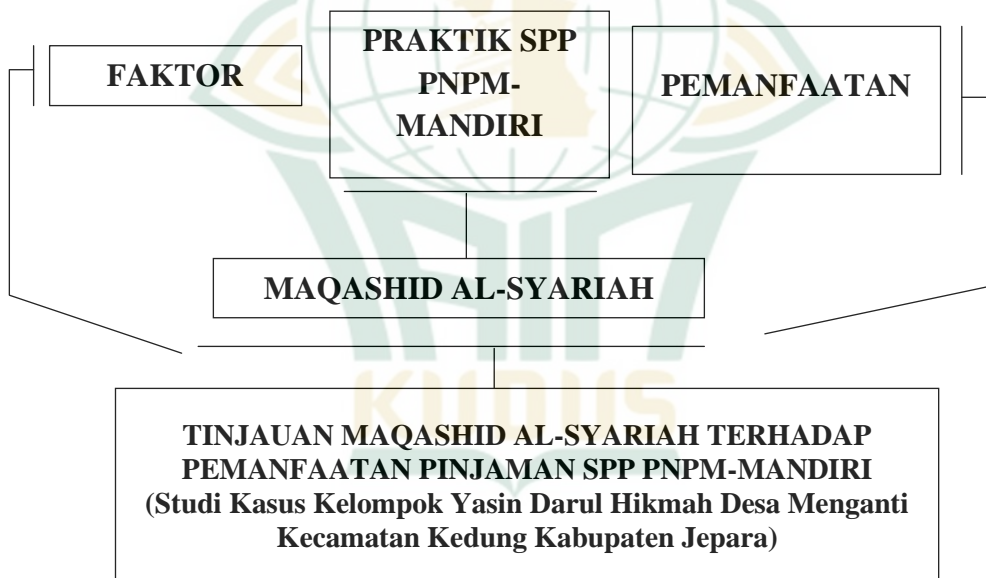 FAKTOR
PRAKTIK SPP
PNPM-
MANDIRI
PEMANFAATAN
MAQASHID AL-SYARIAH
KUDUS
TINJAUAN MAQASHID AL-SYARIAH TERHADAP
PEMANFAATAN PINJAMAN SPP PNPM-MANDIRI
(Studi Kasus Kelompok Yasin Darul Hikmah Desa Menganti
Kecamatan Kedung Kabupaten Jepara)